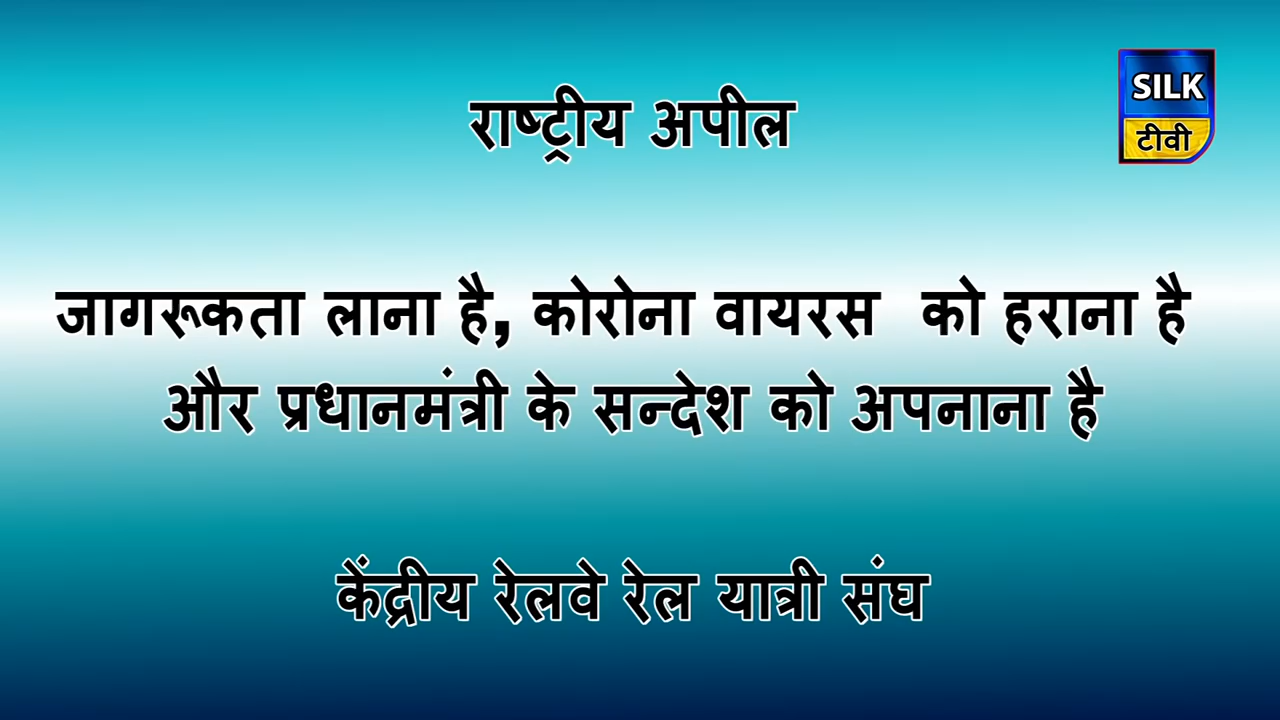 राष्ट्रीय अपील
SILK
टीवी
जागरूकता लाना है, कोरोना वायरस को हराना है
और प्रधानमंत्री के सन्देश को अपनाना है
केंद्रीय रेलवे रेल यात्री संघ